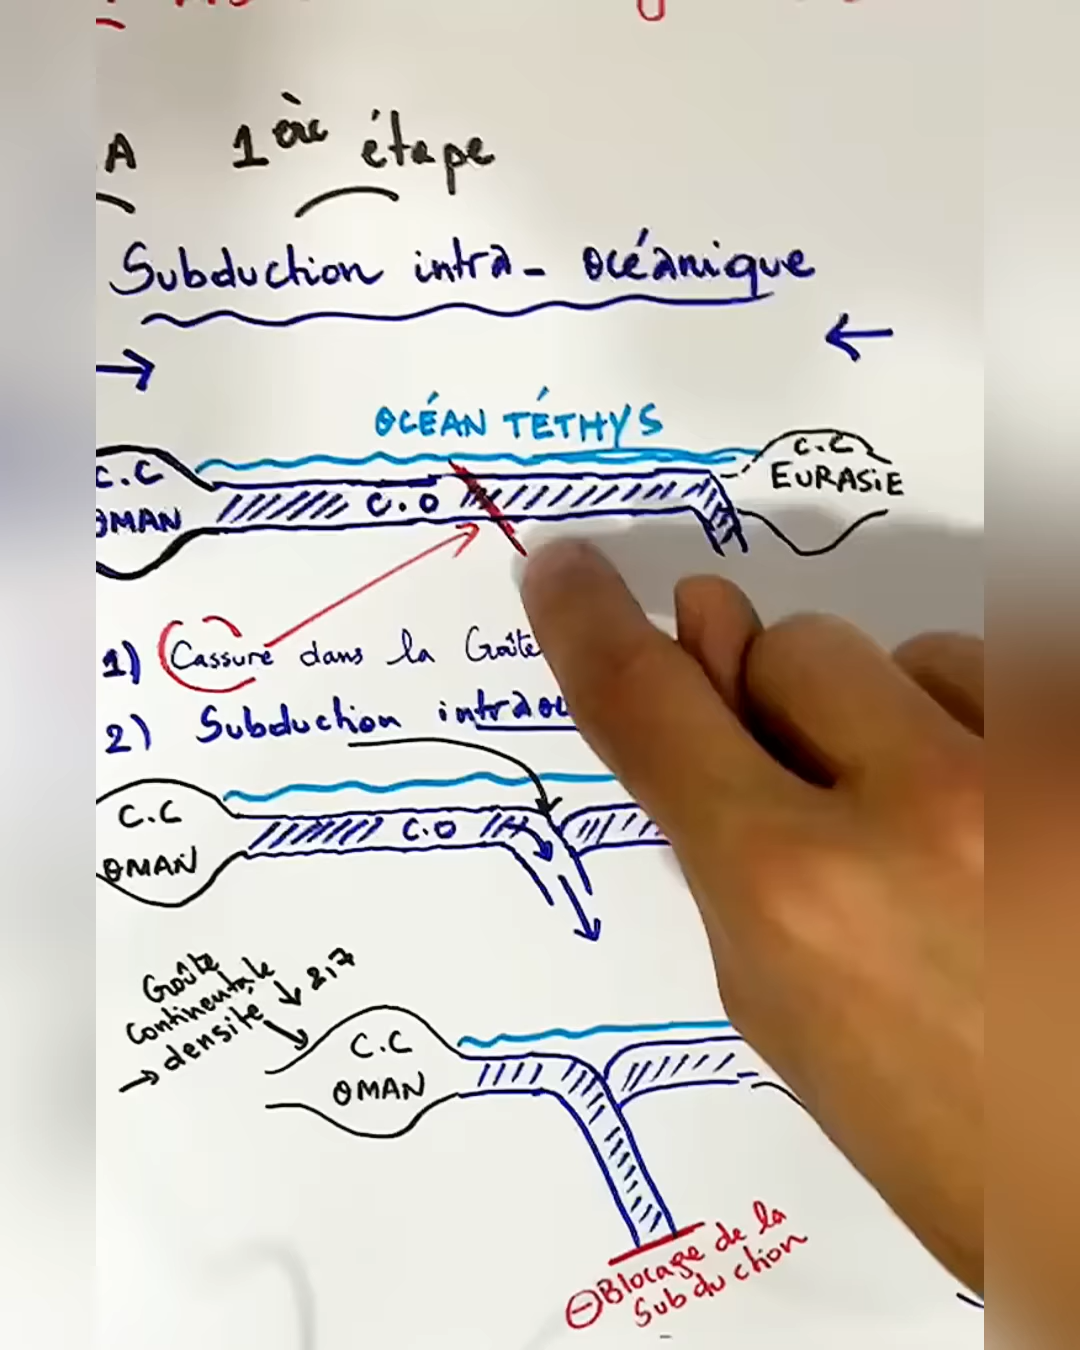 A 1ère étape
Subduction intra-océanique
→ ←
OCÉAN TÉTHYS
C.C
OMAN
C.O
C.C
EURASiE
1) Cassure dans la Croûte
2) Subduction
C.C
OMAN
C.O
Croûte
Continentale
→ densité ↓ 2,7
C.C
OMAN
⊖Blocage de la
Subduction